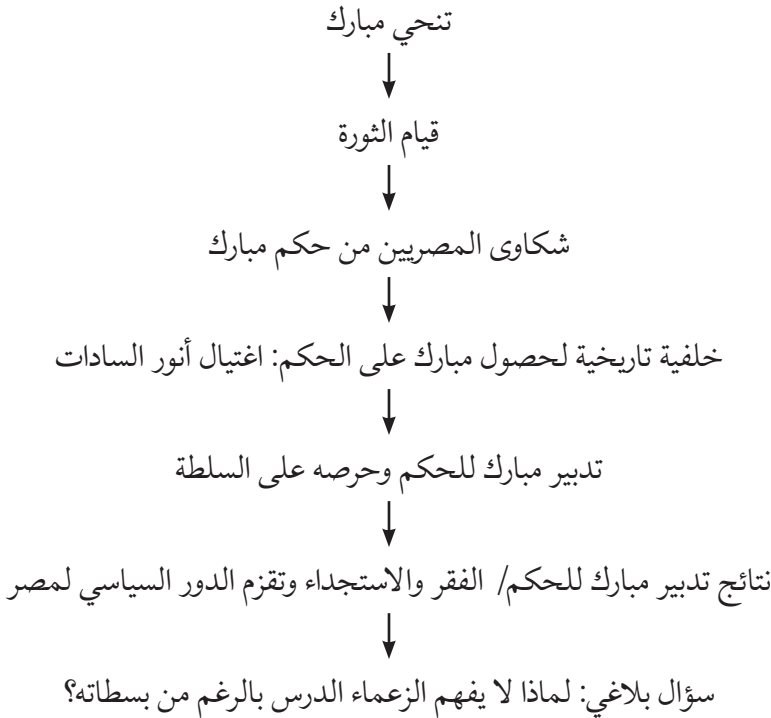 تنحي مبارك
قيام الثورة
شكاوى المصريين من حكم مبارك
خلفية تاريخية لحصول مبارك على الحكم: اغتيال أنور السادات
تدبير مبارك للحكم وحرصه على السلطة
نتائج تدبير مبارك للحكم/ الفقر والاستجداء وتقزم الدور السياسي لمصر
سؤال بلاغي: لماذا لا يفهم الزعماء الدرس بالرغم من بسطاته؟